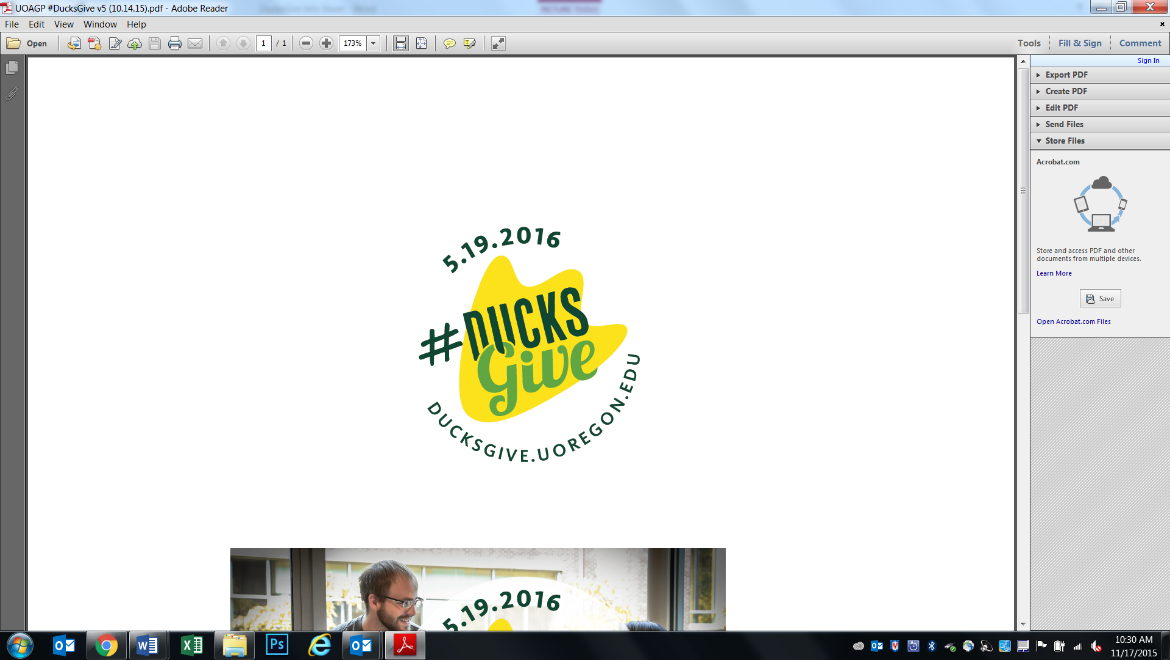 UOAGP #DucksGive v5 (10.14.15).pdf - Adobe Reader
File Edit View Window Help
Open 1 / 1 173% Tools Fill & Sign Comment
Sign In
Export PDF
Create PDF
Edit PDF
Send Files
Store Files
Acrobat.com
Store and access PDF and other
documents from multiple devices.
Learn More
Save
Open Acrobat.com Files
5.19.2016
#DUCKS
Give
DUCKSGIVE.UOREGON.EDU
5.19.2016
Ps
10:30 AM
11/17/2015